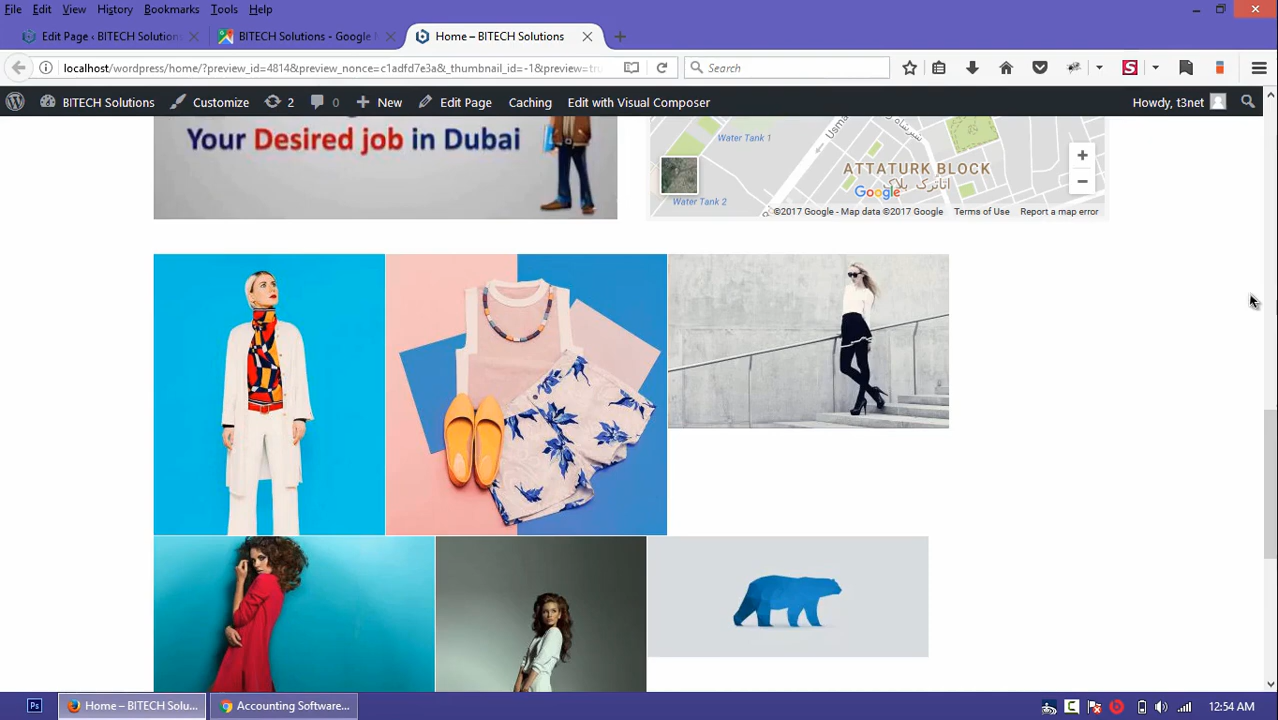 File Edit View History Bookmarks Tools Help
Edit Page ‹ BITECH Solutions
BITECH Solutions - Google
Home – BITECH Solutions
localhost/wordpress/home/?preview_id=4814&preview_nonce=c1adfd7e3a&_thumbnail_id=-1&preview=tr
Search
BITECH Solutions Customize 2 0 New Edit Page Caching Edit with Visual Composer Howdy, t3net
Your Desired job in Dubai
Water Tank 1
Usma
شیرشاہ
ATTATURK BLOCK
اتاترک بلاک
Google
Water Tank 2
©2017 Google - Map data ©2017 Google Terms of Use Report a map error
Ps
Home – BITECH Solu...
Accounting Software...
12:54 AM